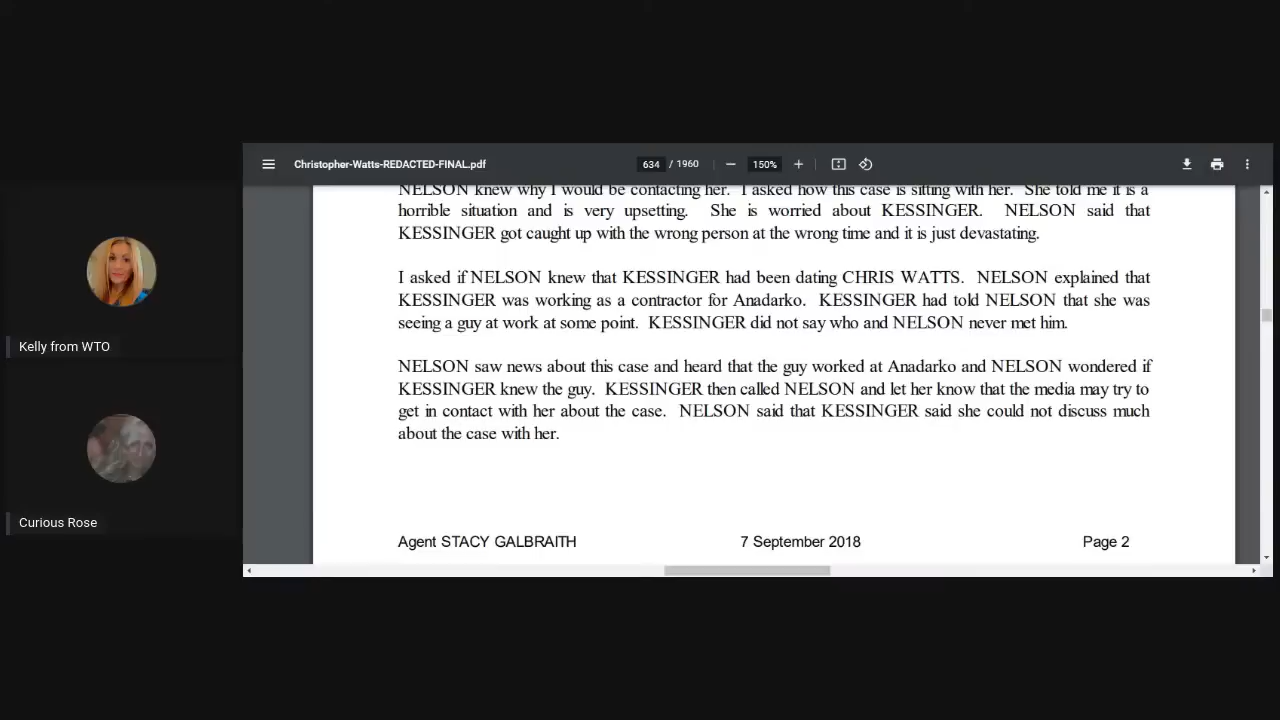 Christopher-Watts-REDACTED-FINAL.pdf
634 / 1960
150%
NELSON knew why I would be contacting her. I asked how this case is sitting with her. She told me it is a
horrible situation and is very upsetting. She is worried about KESSINGER. NELSON said that
KESSINGER got caught up with the wrong person at the wrong time and it is just devastating.
I asked if NELSON knew that KESSINGER had been dating CHRIS WATTS. NELSON explained that
KESSINGER was working as a contractor for Anadarko. KESSINGER had told NELSON that she was
seeing a guy at work at some point. KESSINGER did not say who and NELSON never met him.
NELSON saw news about this case and heard that the guy worked at Anadarko and NELSON wondered if
KESSINGER knew the guy. KESSINGER then called NELSON and let her know that the media may try to
get in contact with her about the case. NELSON said that KESSINGER said she could not discuss much
about the case with her.
Agent STACY GALBRAITH 7 September 2018 Page 2
Kelly from WTO
Curious Rose